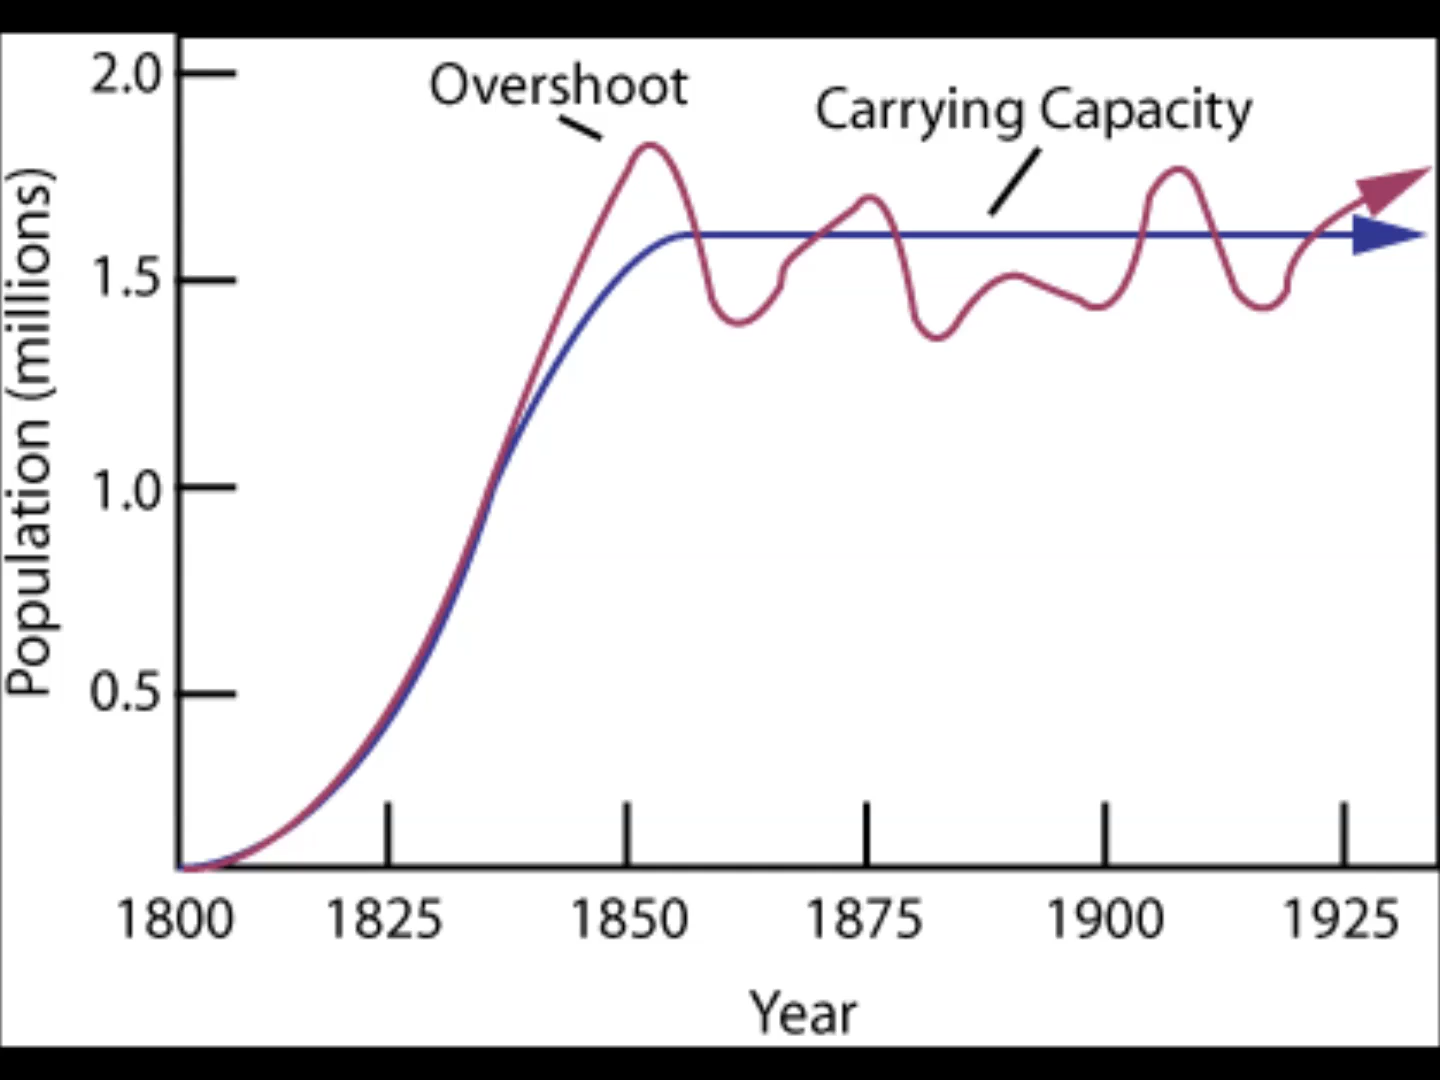 2.0
Overshoot
Carrying Capacity
Population (millions)
1.5
1.0
0.5
1800 1825 1850 1875 1900 1925
Year